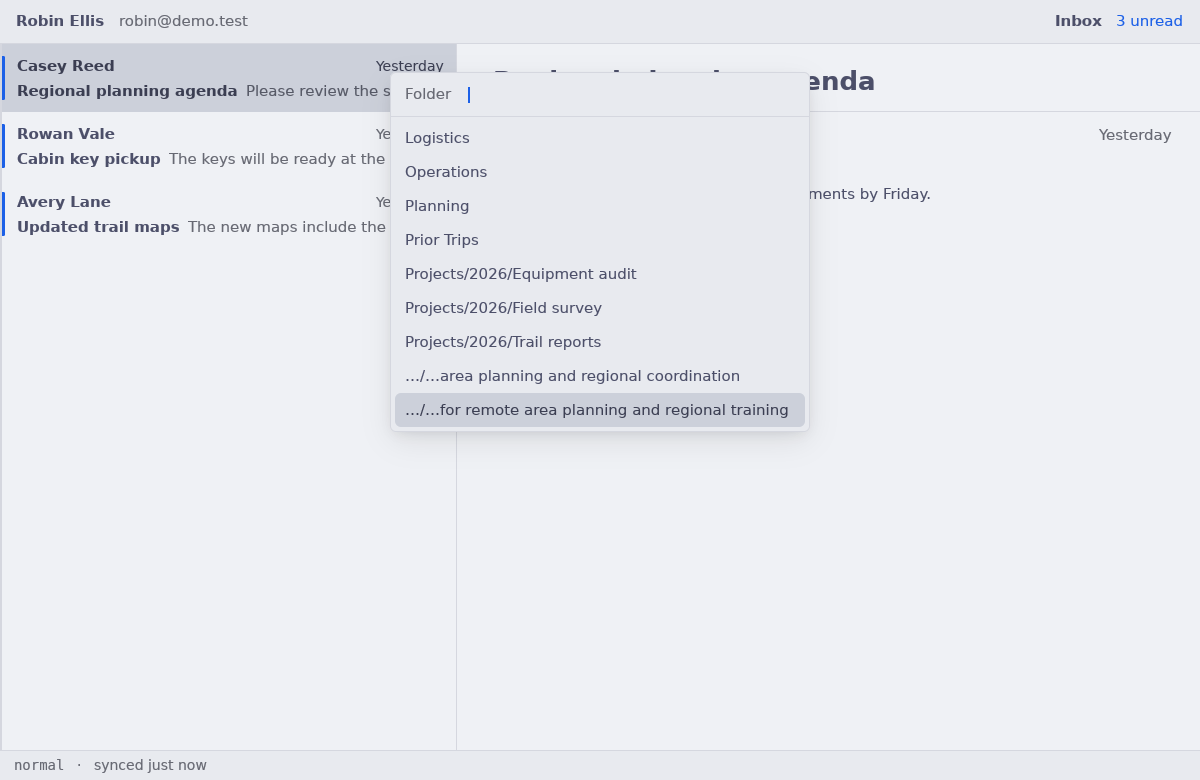 Robin Ellis robin@demo.test Inbox 3 unread
Casey Reed Yesterday
Regional planning agenda Please review the s
Rowan Vale Ye
Cabin key pickup The keys will be ready at the
Avery Lane Ye
Updated trail maps The new maps include the
Folder
Logistics
Operations
Planning
Prior Trips
Projects/2026/Equipment audit
Projects/2026/Field survey
Projects/2026/Trail reports
.../...area planning and regional coordination
.../...for remote area planning and regional training
enda
Yesterday
ments by Friday.
normal · synced just now